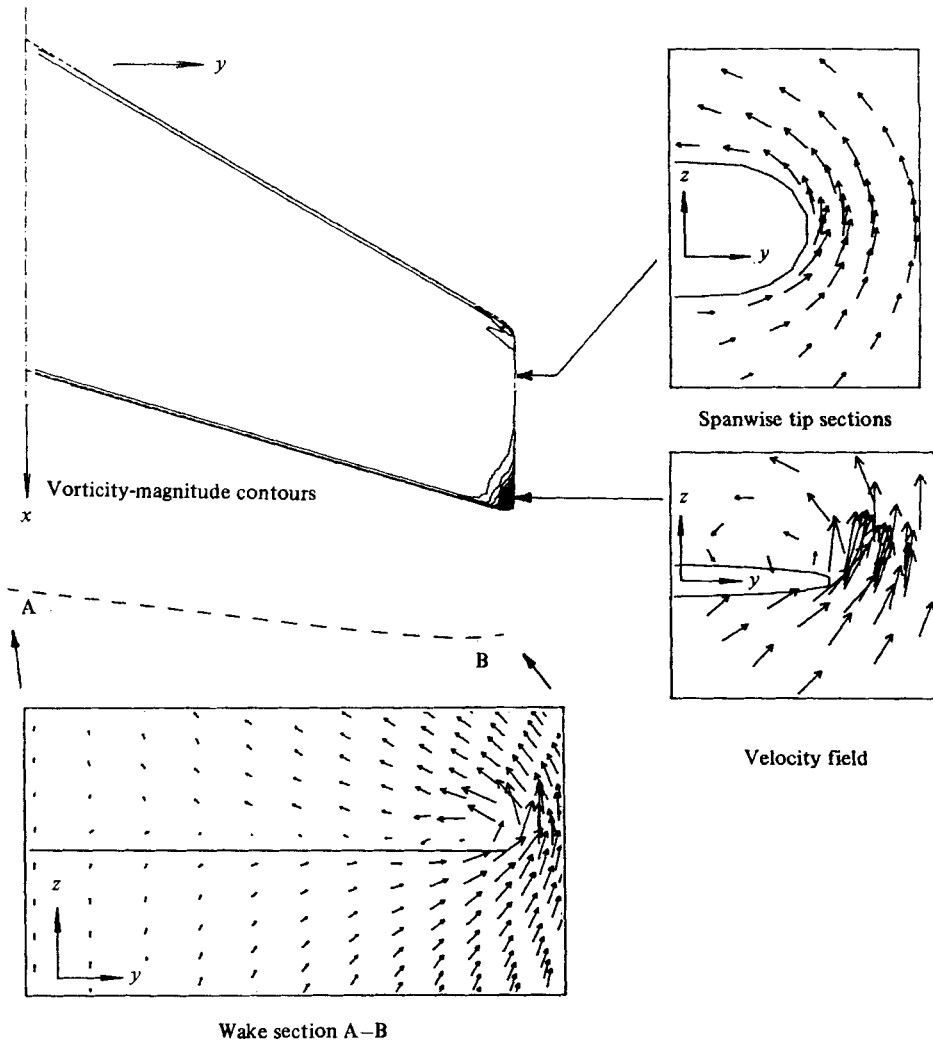 y
z
y
Spanwise tip sections
Vorticity-magnitude contours
x
z
y
A
B
Velocity field
z
y
Wake section A–B